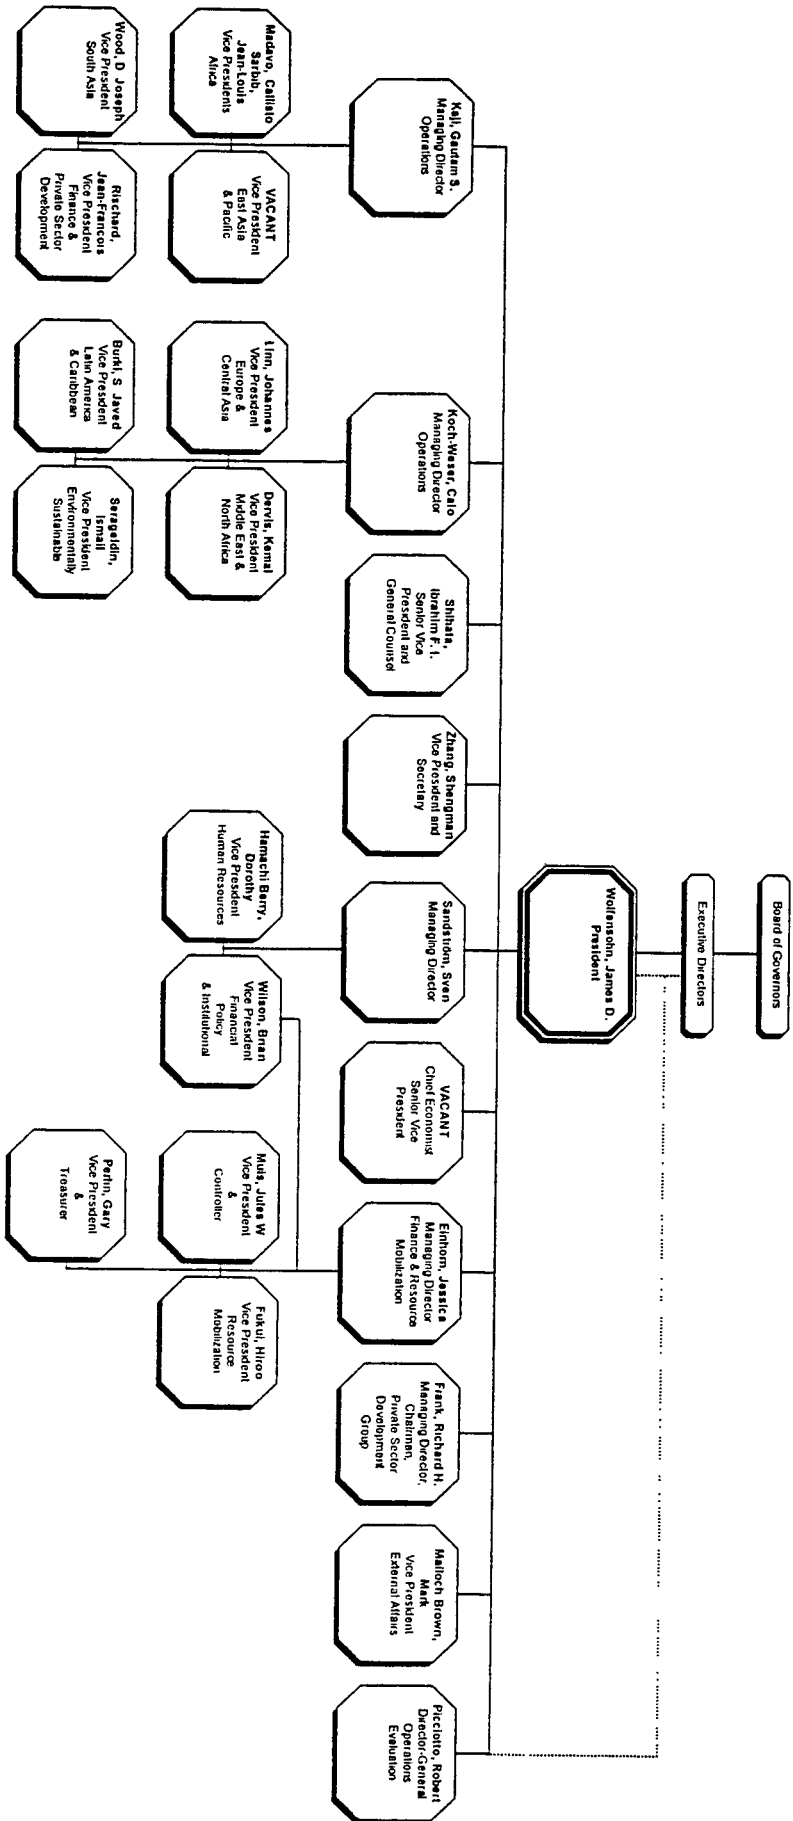 Board of Governors
Executive Directors
Wolfensohn, James D.
President
Kaji, Gautam S.
Managing Director
Operations
Koch-Weser, Caio
Managing Director
Operations
Shihata,
Ibrahim F. I.
Senior Vice
President and
General Counsel
Zhang, Shengman
Vice President and
Secretary
Sandström, Sven
Managing Director
VACANT
Chief Economist
Senior Vice
President
Einhorn, Jessica
Managing Director
Finance & Resource
Mobilization
Frank, Richard H.
Managing Director,
Chairman,
Private Sector
Development
Group
Malloch Brown,
Mark
Vice President
External Affairs
Picciotto, Robert
Director-General
Operations
Evaluation
Madavo, Callisto
Sarbib,
Jean-Louis
Vice Presidents
Africa
VACANT
Vice President
East Asia
& Pacific
Linn, Johannes
Vice President
Europe &
Central Asia
Dervis, Kemal
Vice President
Middle East &
North Africa
Hamachi Berry,
Dorothy
Vice President
Human Resources
Wilson, Brian
Vice President
Financial
Policy
& Institutional
Muis, Jules W
Vice President
&
Controller
Fukui, Hiroo
Vice President
Resource
Mobilization
Wood, D Joseph
Vice President
South Asia
Rischard,
Jean-Francois
Vice President
Finance &
Private Sector
Development
Burki, S Javed
Vice President
Latin America
& Caribbean
Serageldin,
Ismail
Vice President
Environmentally
Sustainable
Perlin, Gary
Vice President
&
Treasurer